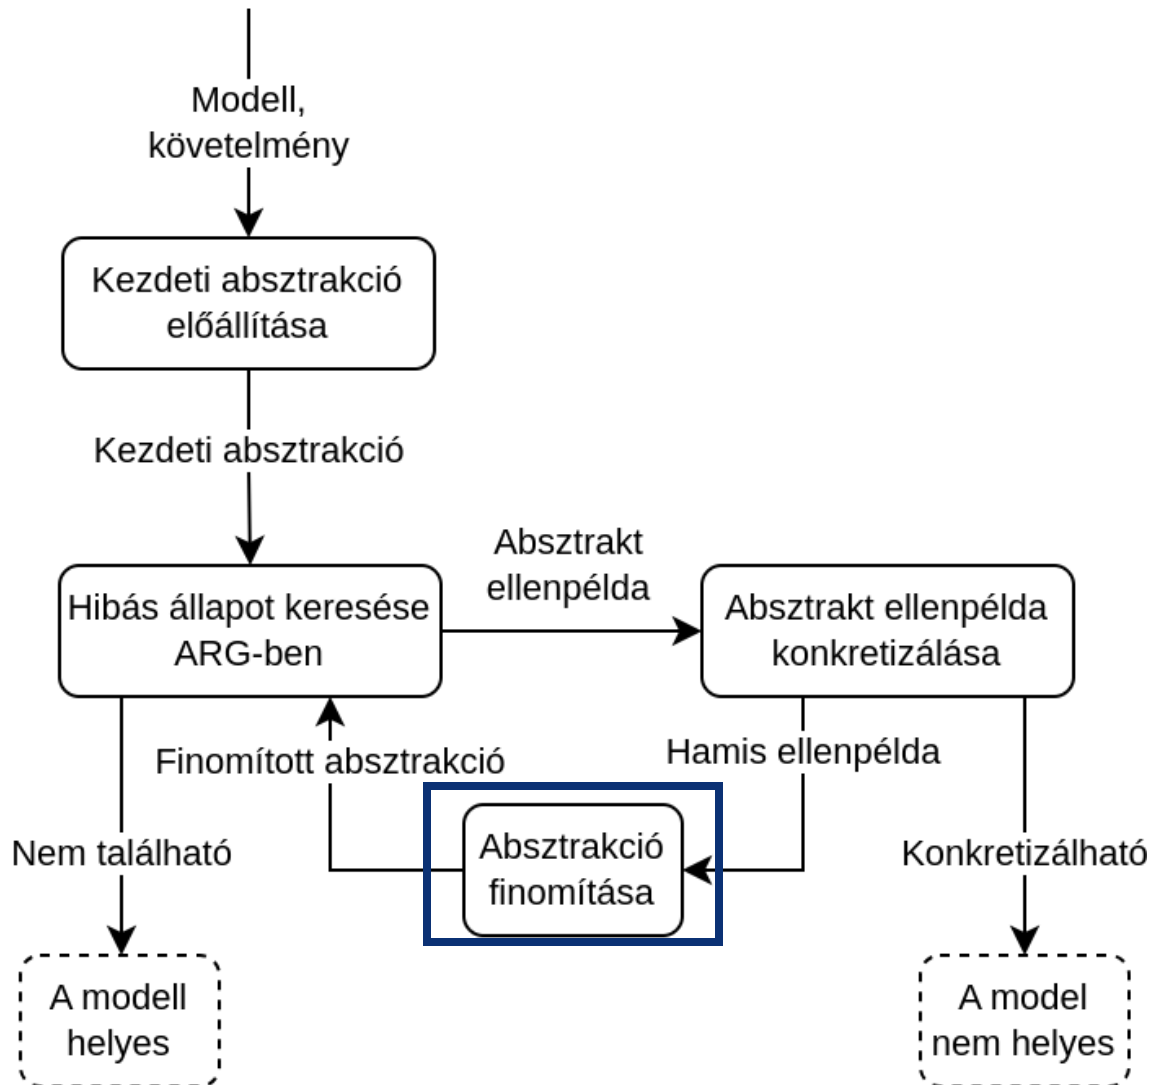 Modell,
követelmény
Kezdeti absztrakció
előállítása
Kezdeti absztrakció
Absztrakt
ellenpélda
Hibás állapot keresése
ARG-ben
Absztrakt ellenpélda
konkretizálása
Finomított absztrakció
Hamis ellenpélda
Absztrakció
finomítása
Nem található
Konkretizálható
A modell
helyes
A model
nem helyes